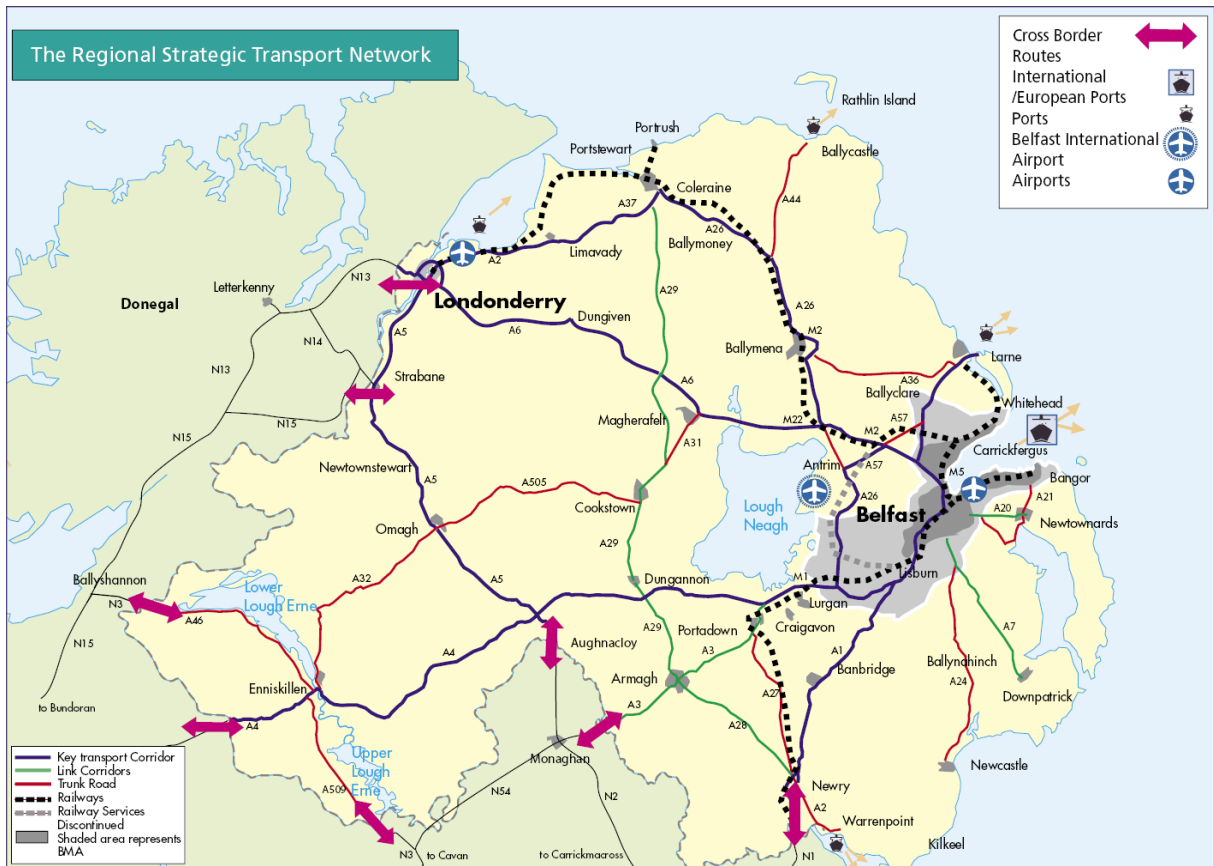 The Regional Strategic Transport Network
Cross Border
Routes
International
/European Ports
Ports
Belfast International
Airport
Airports
Rathlin Island
Portrush
Portstewart
Ballycastle
Coleraine
A44
A37
Ballymoney
A26
Limavady
A2
N13
Letterkenny
Donegal
Londonderry
A29
Dungiven
A6
A5
A26
M2
N14
Ballymena
Larne
Strabane
N13
A6
A36
Ballyclare
Whitehead
Magherafelt
N15
M22
A57
M2
N15
A31
Carrickfergus
Newtownstewart
A5
A505
Antrim
A57
M5
Bangor
A26
A21
A20
Cookstown
Lough
Neagh
Belfast
Newtownards
Omagh
A29
Ballyshannon
Lower
Lough Erne
A32
A5
Dungannon
M1
Lisburn
N3
Lurgan
A46
Craigavon
A7
N15
Aughnacloy
A29
Portadown
A3
A4
A1
Banbridge
Ballynahinch
Enniskillen
Armagh
A24
Downpatrick
A27
to Bundoran
A3
A4
A28
Monaghan
Upper
Lough
Erne
Newcastle
Newry
A509
N54
N2
A2
Warrenpoint
Kilkeel
N3
to Cavan
to Carrickmacross
N1
Key transport Corridor
Link Corridors
Trunk Road
Railways
Railway Services
Discontinued
Shaded area represents
BMA